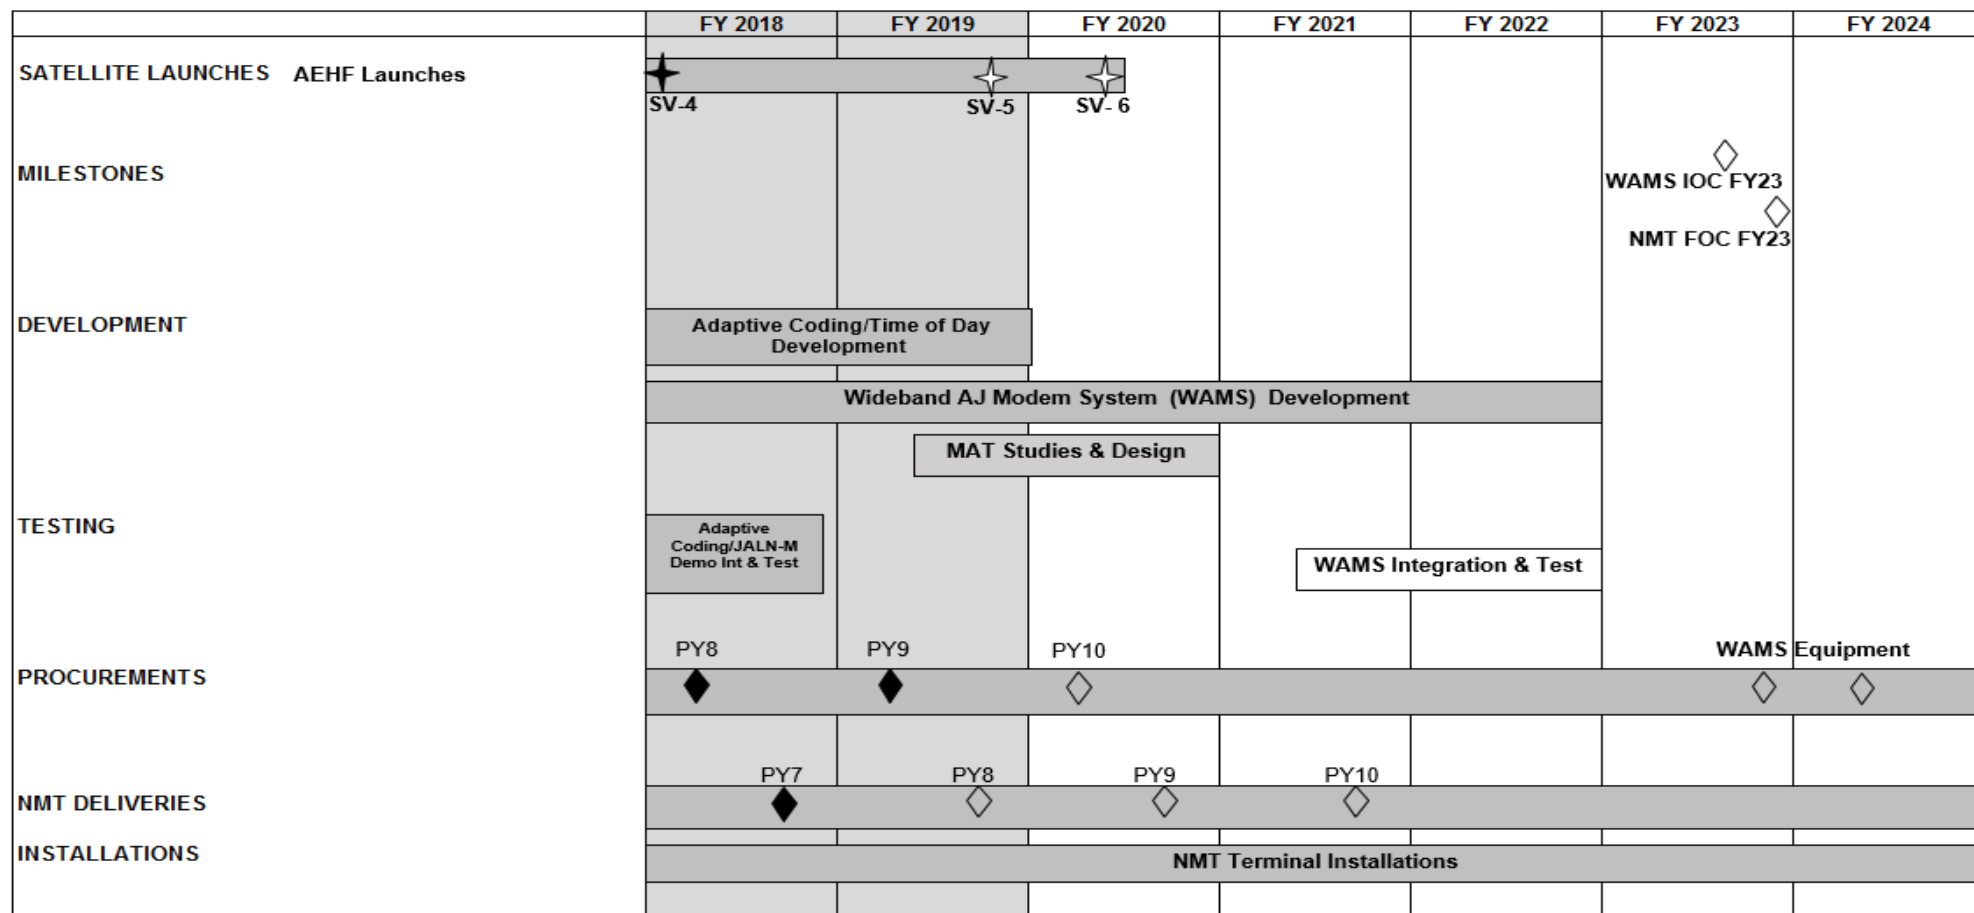 FY 2018 FY 2019 FY 2020 FY 2021 FY 2022 FY 2023 FY 2024
SATELLITE LAUNCHES AEHF Launches
SV-4 SV-5 SV- 6
MILESTONES
WAMS IOC FY23
NMT FOC FY23
DEVELOPMENT
Adaptive Coding/Time of Day
Development
Wideband AJ Modem System (WAMS) Development
MAT Studies & Design
TESTING
Adaptive
Coding/JALN-M
Demo Int & Test
WAMS Integration & Test
PY8 PY9 PY10 WAMS Equipment
PROCUREMENTS
PY7 PY8 PY9 PY10
NMT DELIVERIES
INSTALLATIONS
NMT Terminal Installations